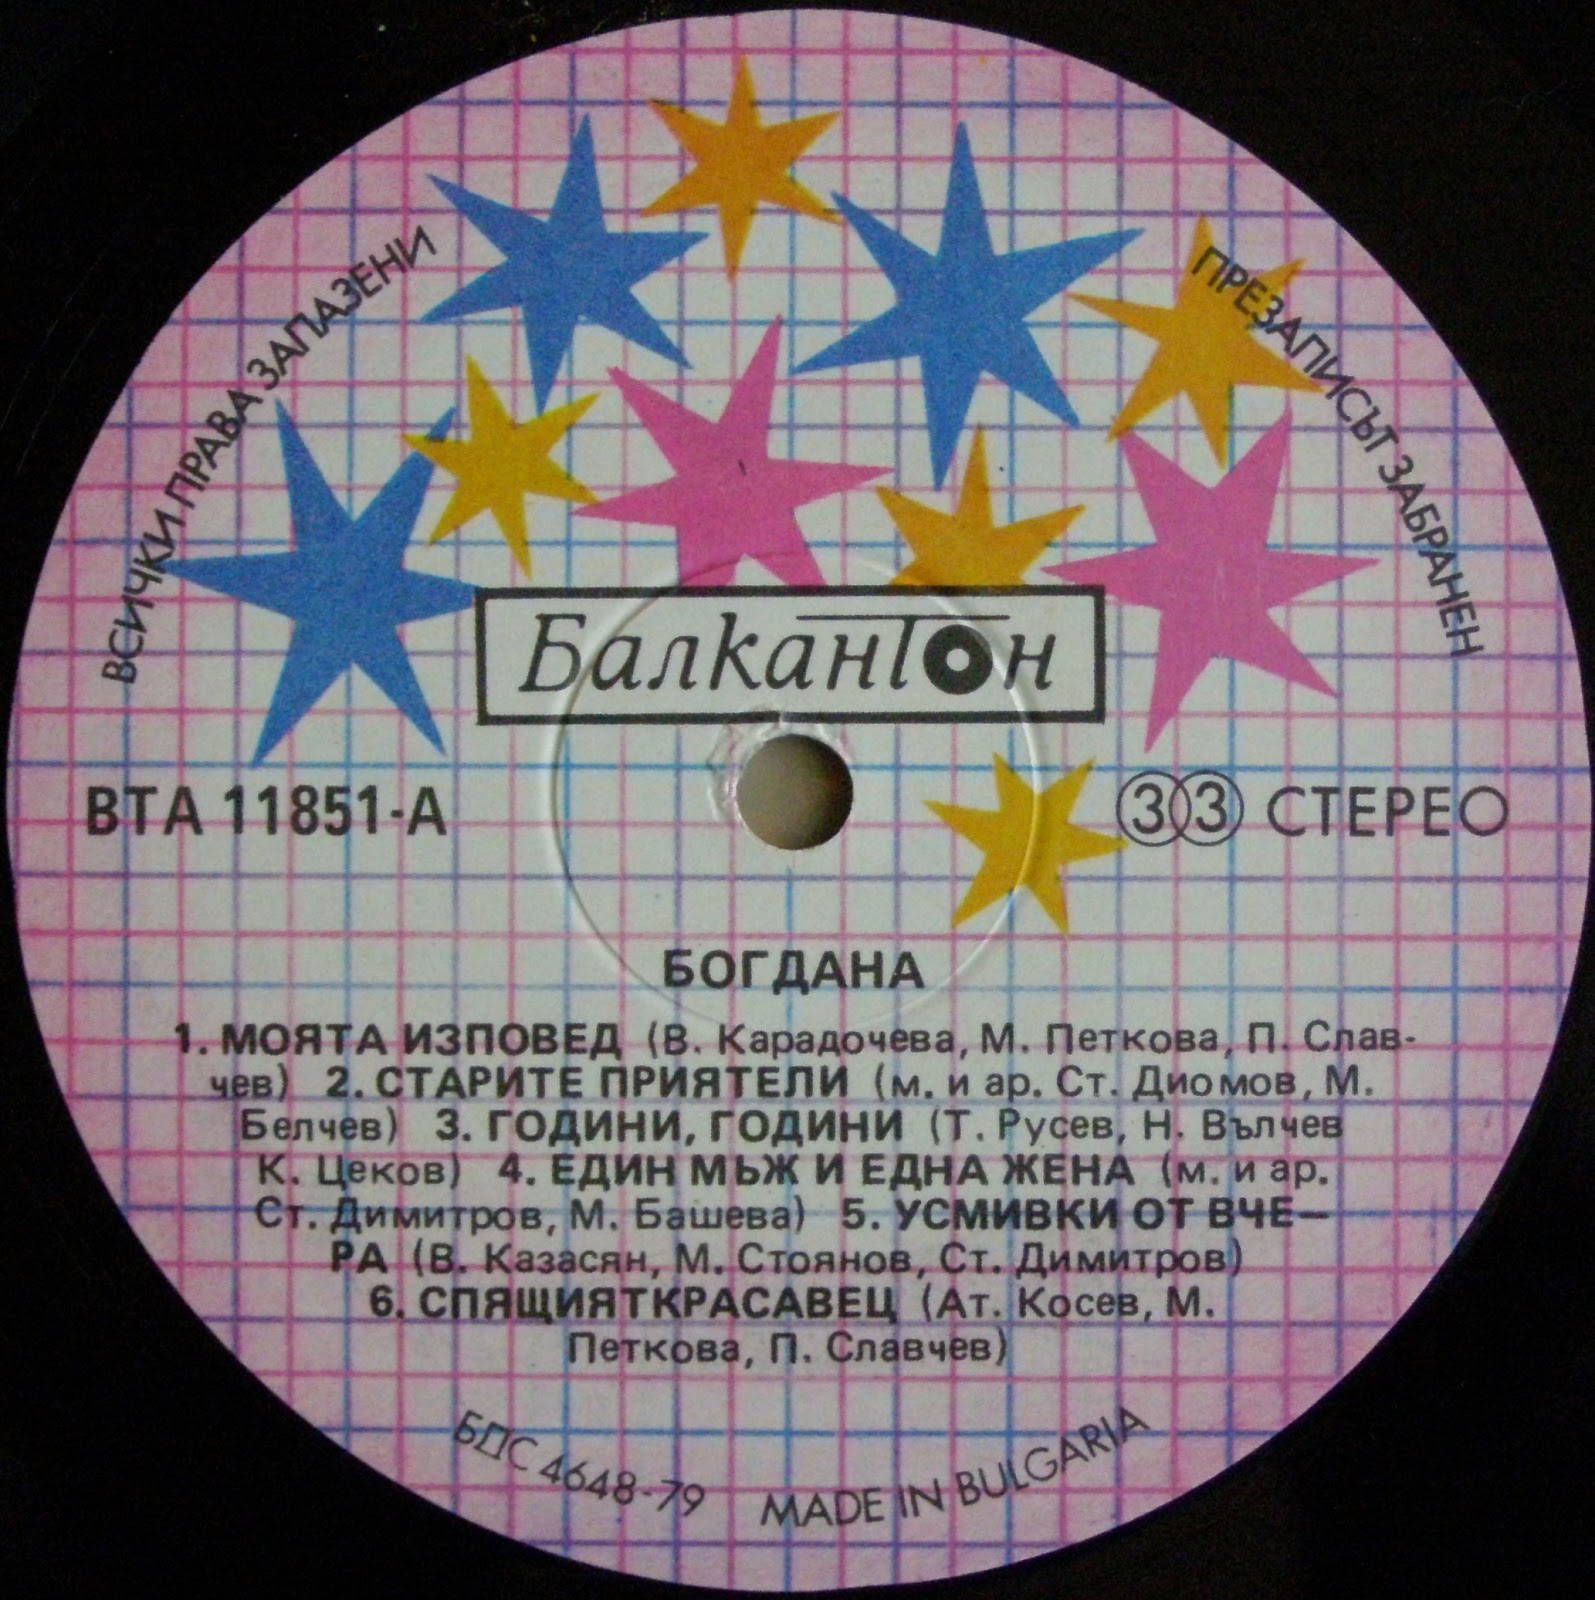 ВСИЧКИ ПРАВА ЗАПАЗЕНИ
ПРЕЗАПИСЪТ ЗАБРАНЕН
Балкантон
ВТА 11851-А
33 СТЕРЕО
БОГДАНА
1. МОЯТА ИЗПОВЕД (В. Карадочева, М. Петкова, П. Слав-
чев) 2. СТАРИТЕ ПРИЯТЕЛИ (м. и ар. Ст. Диомов, М.
Белчев) 3. ГОДИНИ, ГОДИНИ (Т. Русев, Н. Вълчев
К. Цеков) 4. ЕДИН МЬЖ И ЕДНА ЖЕНА (м. и ар.
Ст. Димитров, М. Башева) 5. УСМИВКИ ОТ ВЧЕ—
РА (В. Казасян, М. Стоянов, Ст. Димитров)
6. СПЯЩИЯТКРАСАВЕЦ (Ат. Косев, М.
Петкова, П. Славчев)
БДС 4648-79 MADE IN BULGARIA